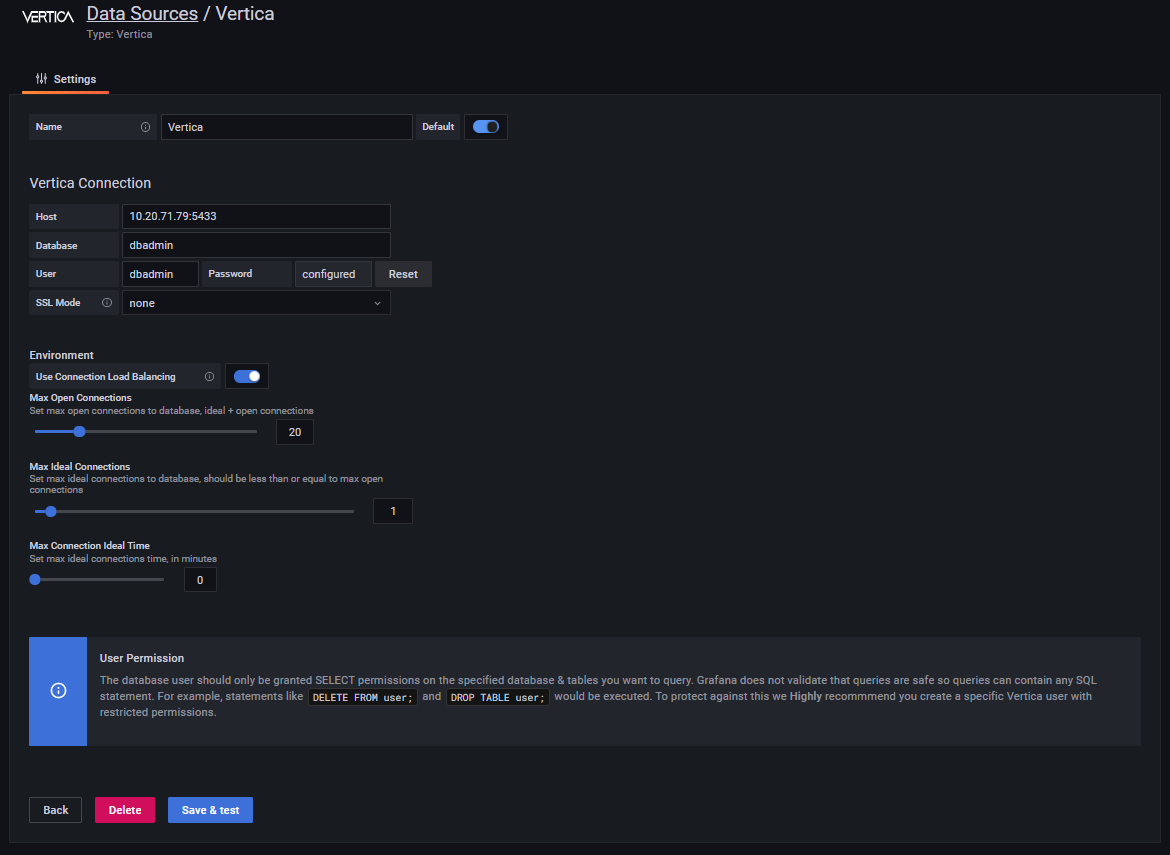 VERTICA Data Sources / Vertica
Type: Vertica
Settings
Name Vertica Default
Vertica Connection
Host 10.20.71.79:5433
Database dbadmin
User dbadmin Password configured Reset
SSL Mode none
Environment
Use Connection Load Balancing
Max Open Connections
Set max open connections to database, ideal + open connections
20
Max Ideal Connections
Set max ideal connections to database, should be less than or equal to max open
connections
1
Max Connection Ideal Time
Set max ideal connections time, in minutes
0
User Permission
The database user should only be granted SELECT permissions on the specified database & tables you want to query. Grafana does not validate that queries are safe so queries can contain any SQL
statement. For example, statements like DELETE FROM user; and DROP TABLE user; would be executed. To protect against this we Highly recommmend you create a specific Vertica user with
restricted permissions.
Back Delete Save & test